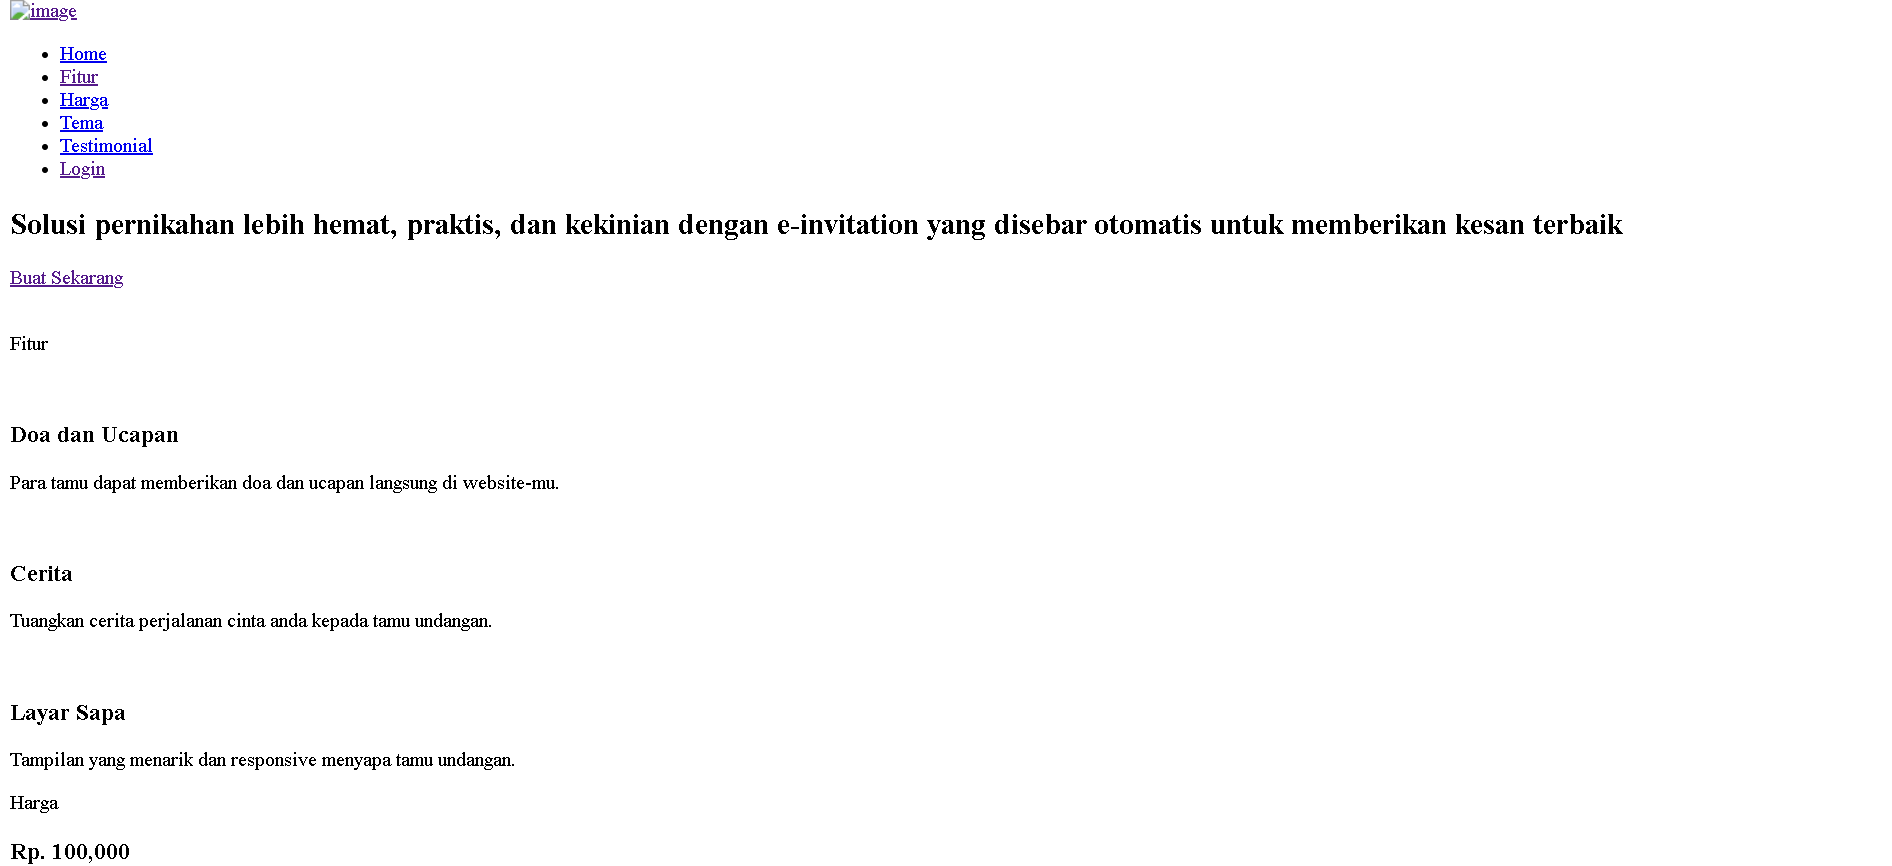 image
Home
Fitur
Harga
Tema
Testimonial
Login
Solusi pernikahan lebih hemat, praktis, dan kekinian dengan e-invitation yang disebar otomatis untuk memberikan kesan terbaik
Buat Sekarang
Fitur
Doa dan Ucapan
Para tamu dapat memberikan doa dan ucapan langsung di website-mu.
Cerita
Tuangkan cerita perjalanan cinta anda kepada tamu undangan.
Layar Sapa
Tampilan yang menarik dan responsive menyapa tamu undangan.
Harga
Rp. 100,000